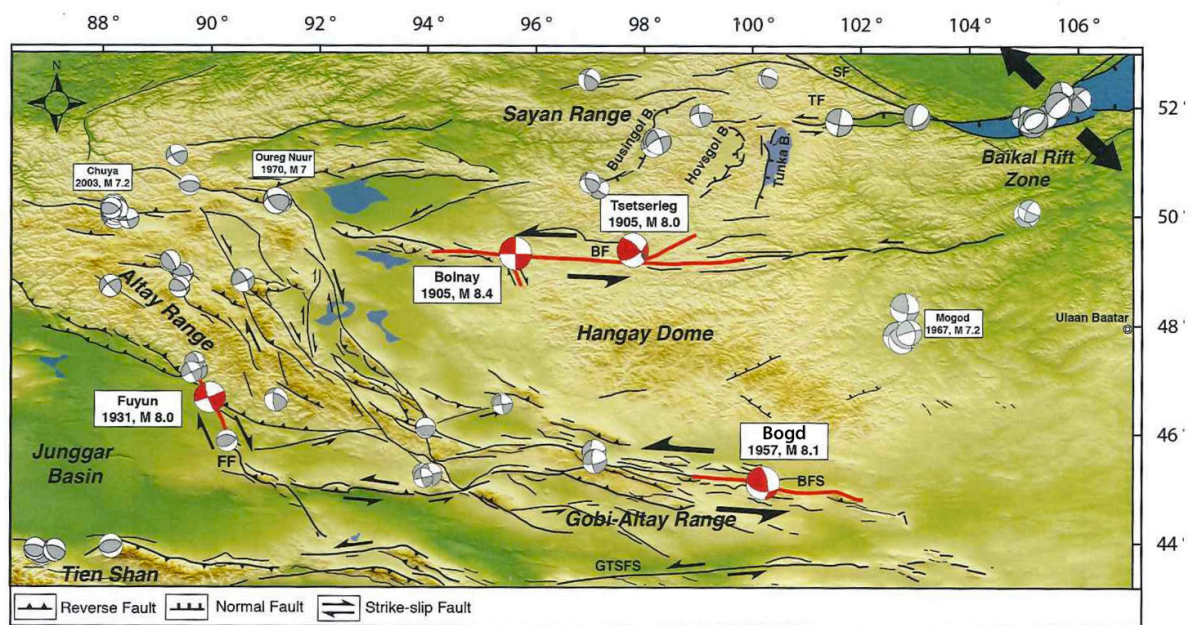 88° 90° 92° 94° 96° 98° 100° 102° 104° 106°
N
SF
TF
52°
Sayan Range
Busingol B.
Hovsgol B.
Tunka B.
Baïkal Rift
Zone
Oureg Nuur
1970, M 7
Chuya
2003, M 7.2
Tsetserleg
1905, M 8.0
50°
BF
Bolnay
1905, M 8.4
Altay Range
Hangay Dome
Mogod
1967, M 7.2
Ulaan Baatar
48°
Fuyun
1931, M 8.0
Bogd
1957, M 8.1
46°
Junggar
Basin
FF
BFS
Gobi-Altay Range
44°
GTSFS
Tien Shan
Reverse Fault Normal Fault Strike-slip Fault